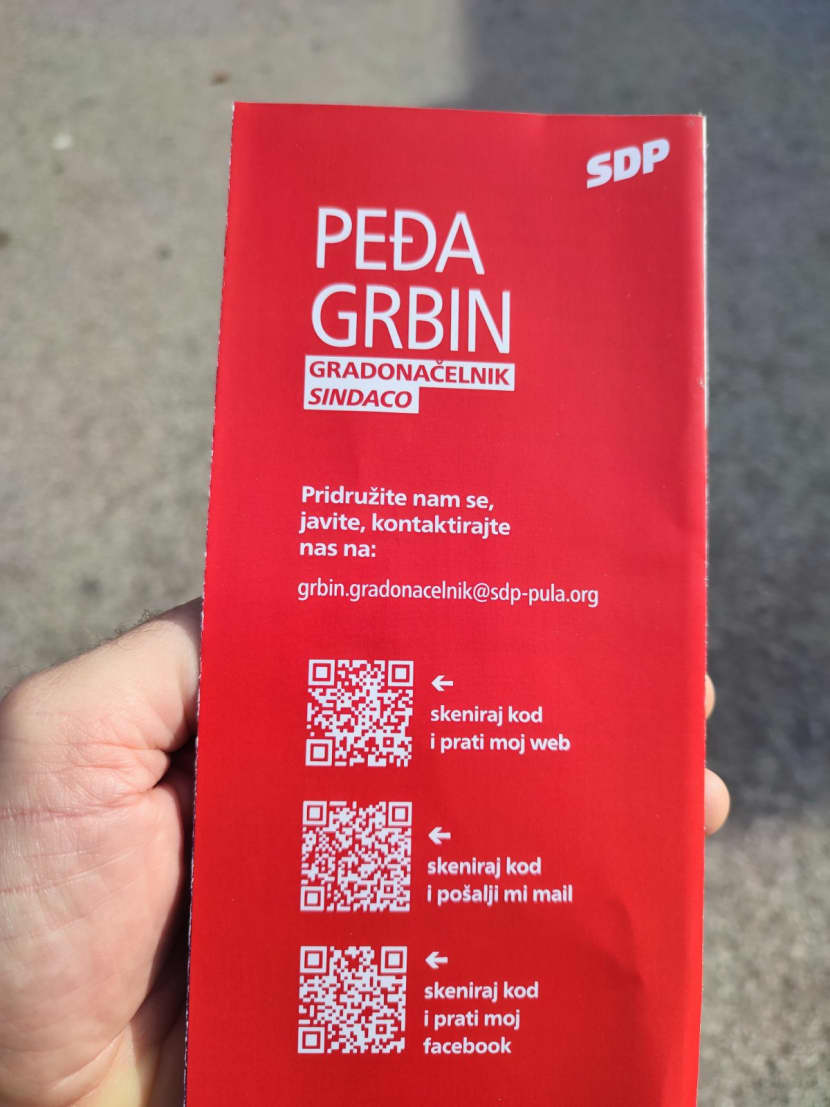 SDP
PEĐA
GRBIN
GRADONAČELNIK
SINDACO
Pridružite nam se,
javite, kontaktirajte
nas na:
grbin.gradonacelnik@sdp-pula.org
skeniraj kod
i prati moj web
skeniraj kod
i pošalji mi mail
skeniraj kod
i prati moj
facebook